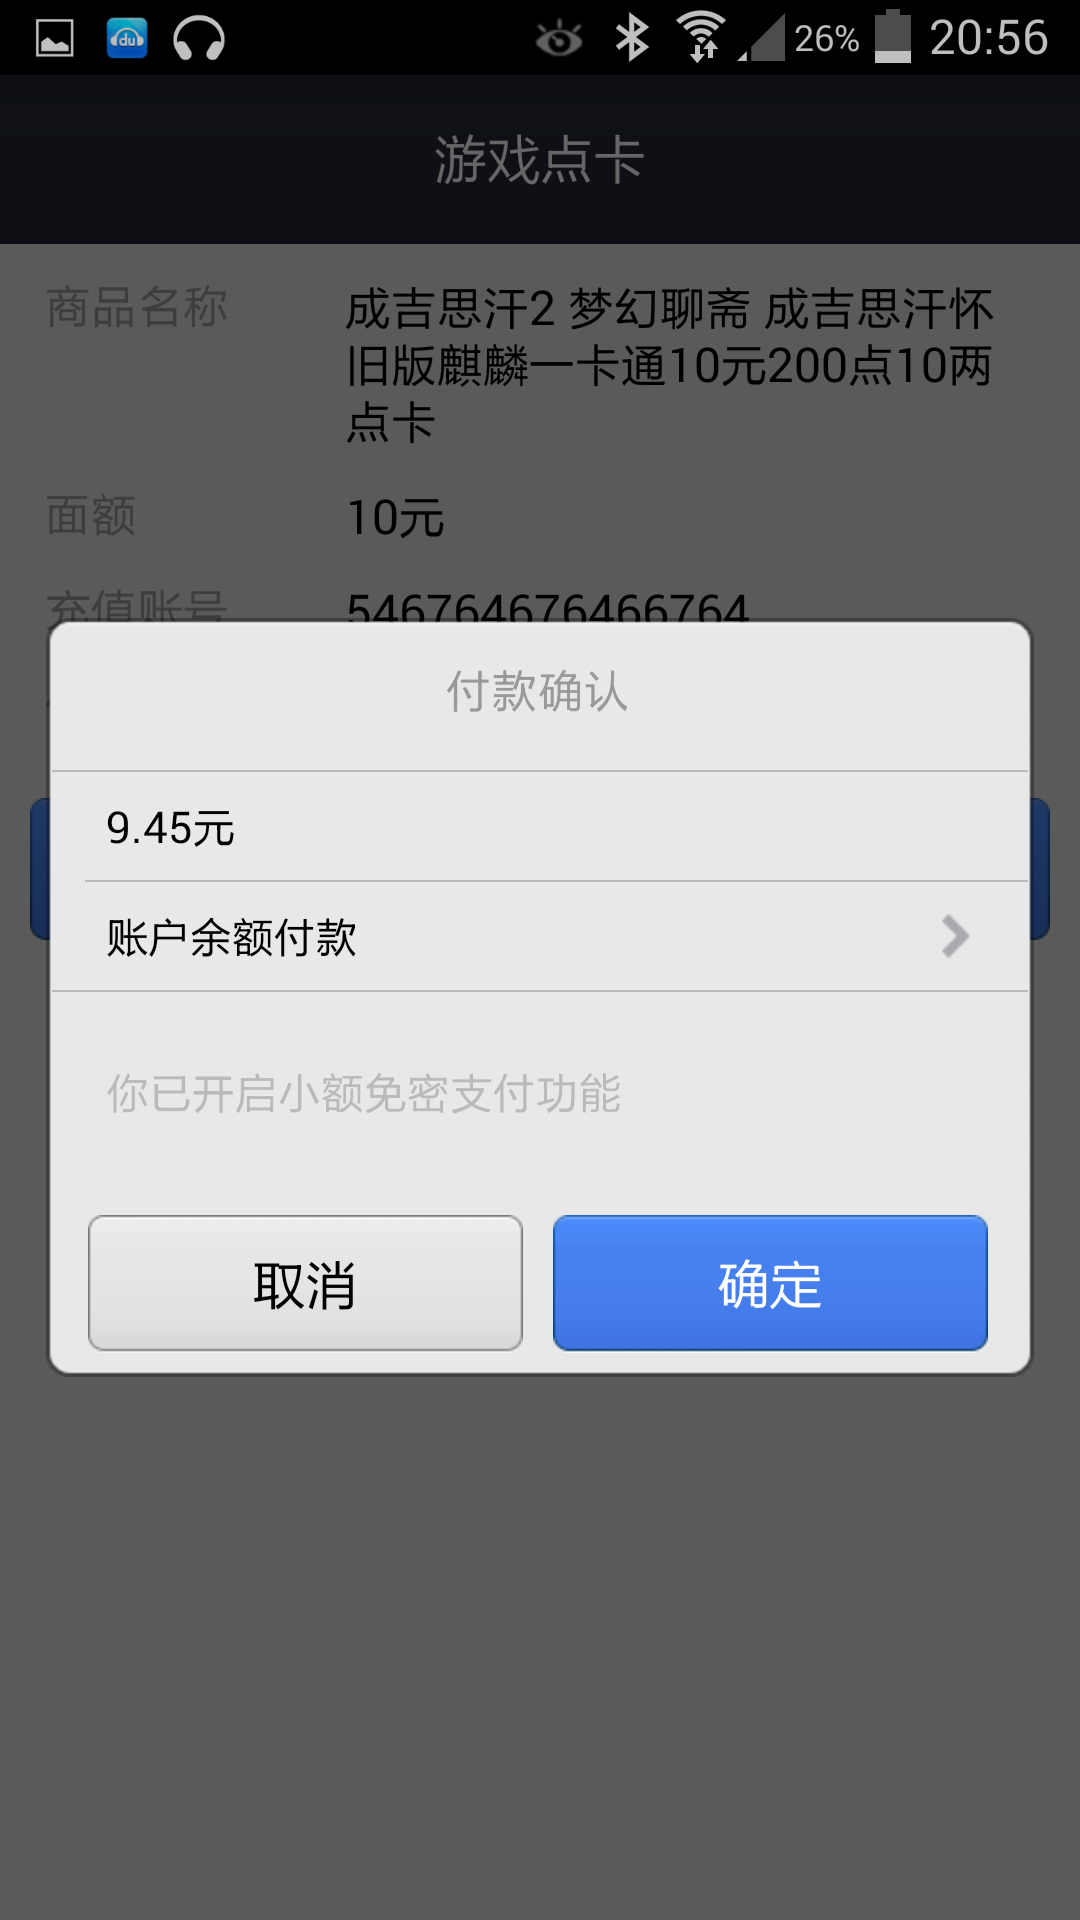 du
26%
20:56
游戏点卡
商品名称
成吉思汗2 梦幻聊斋 成吉思汗怀
旧版麒麟一卡通10元200点10两
点卡
面额
10元
充值账号
546764676466764
付款确认
9.45元
账户余额付款
你已开启小额免密支付功能
取消
确定